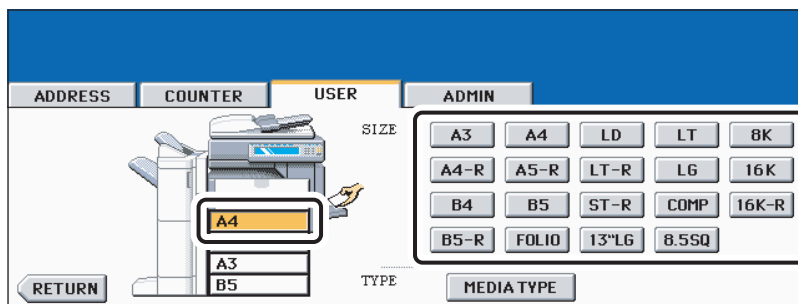 ADDRESS COUNTER USER ADMIN
SIZE
A3 A4 LD LT 8K
A4-R A5-R LT-R LG 16K
B4 B5 ST-R COMP 16K-R
B5-R FOLIO 13"LG 8.5SQ
A4
A3
B5
TYPE
MEDIA TYPE
RETURN